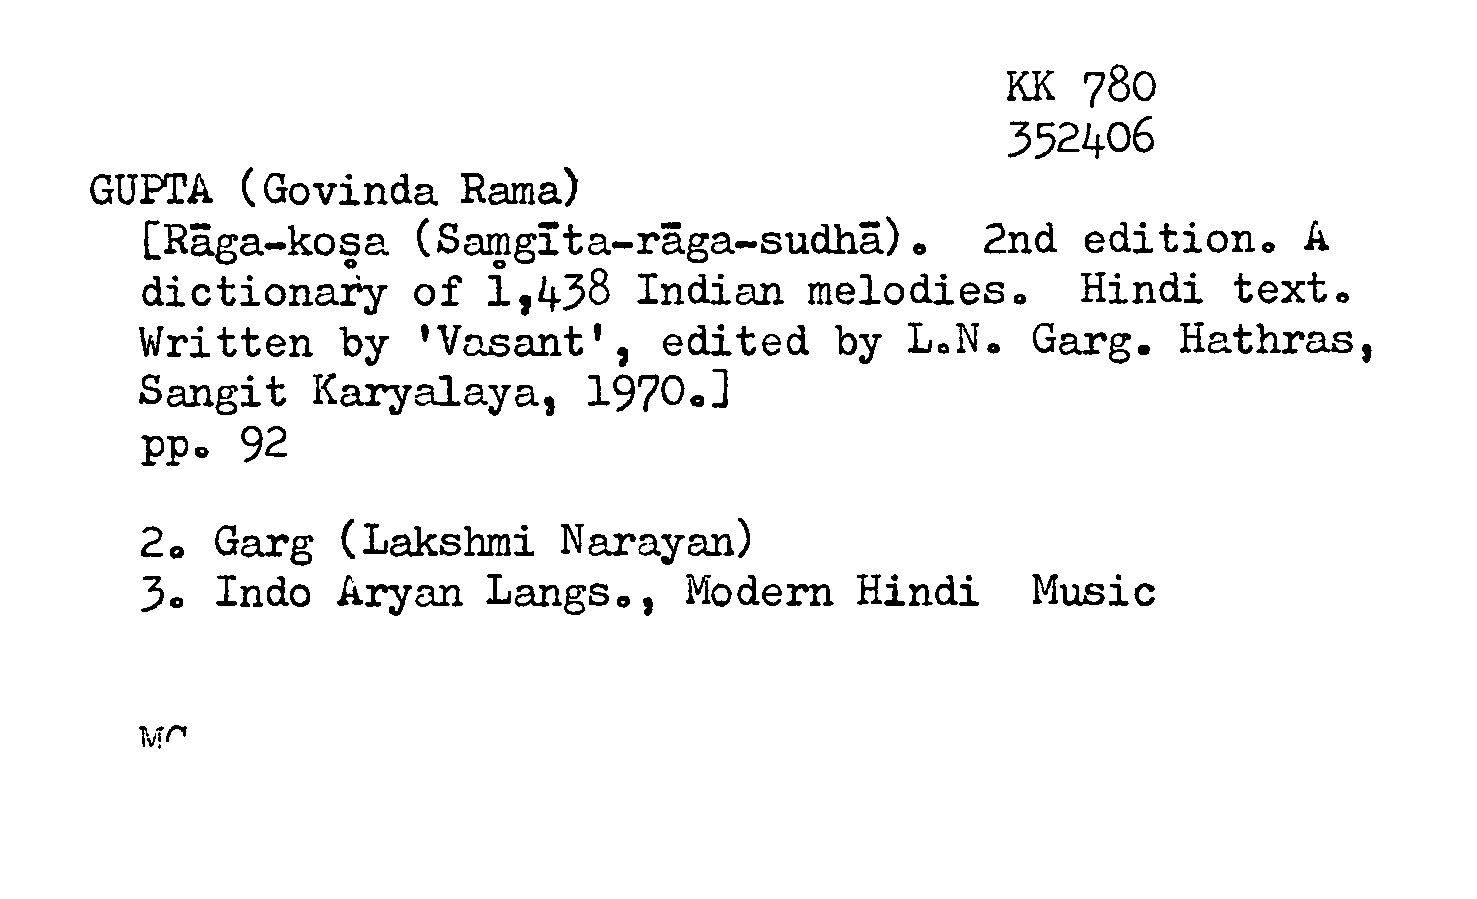 KK 780
352406
GUPTA (Govinda Rama)
[Rāga-koṣa (Saṃgīta-rāga-sudhā). 2nd edition. A
dictionary of 1,438 Indian melodies. Hindi text.
Written by 'Vasant', edited by L.N. Garg. Hathras,
Sangit Karyalaya, 1970.]
pp. 92
2. Garg (Lakshmi Narayan)
3. Indo Aryan Langs., Modern Hindi Music